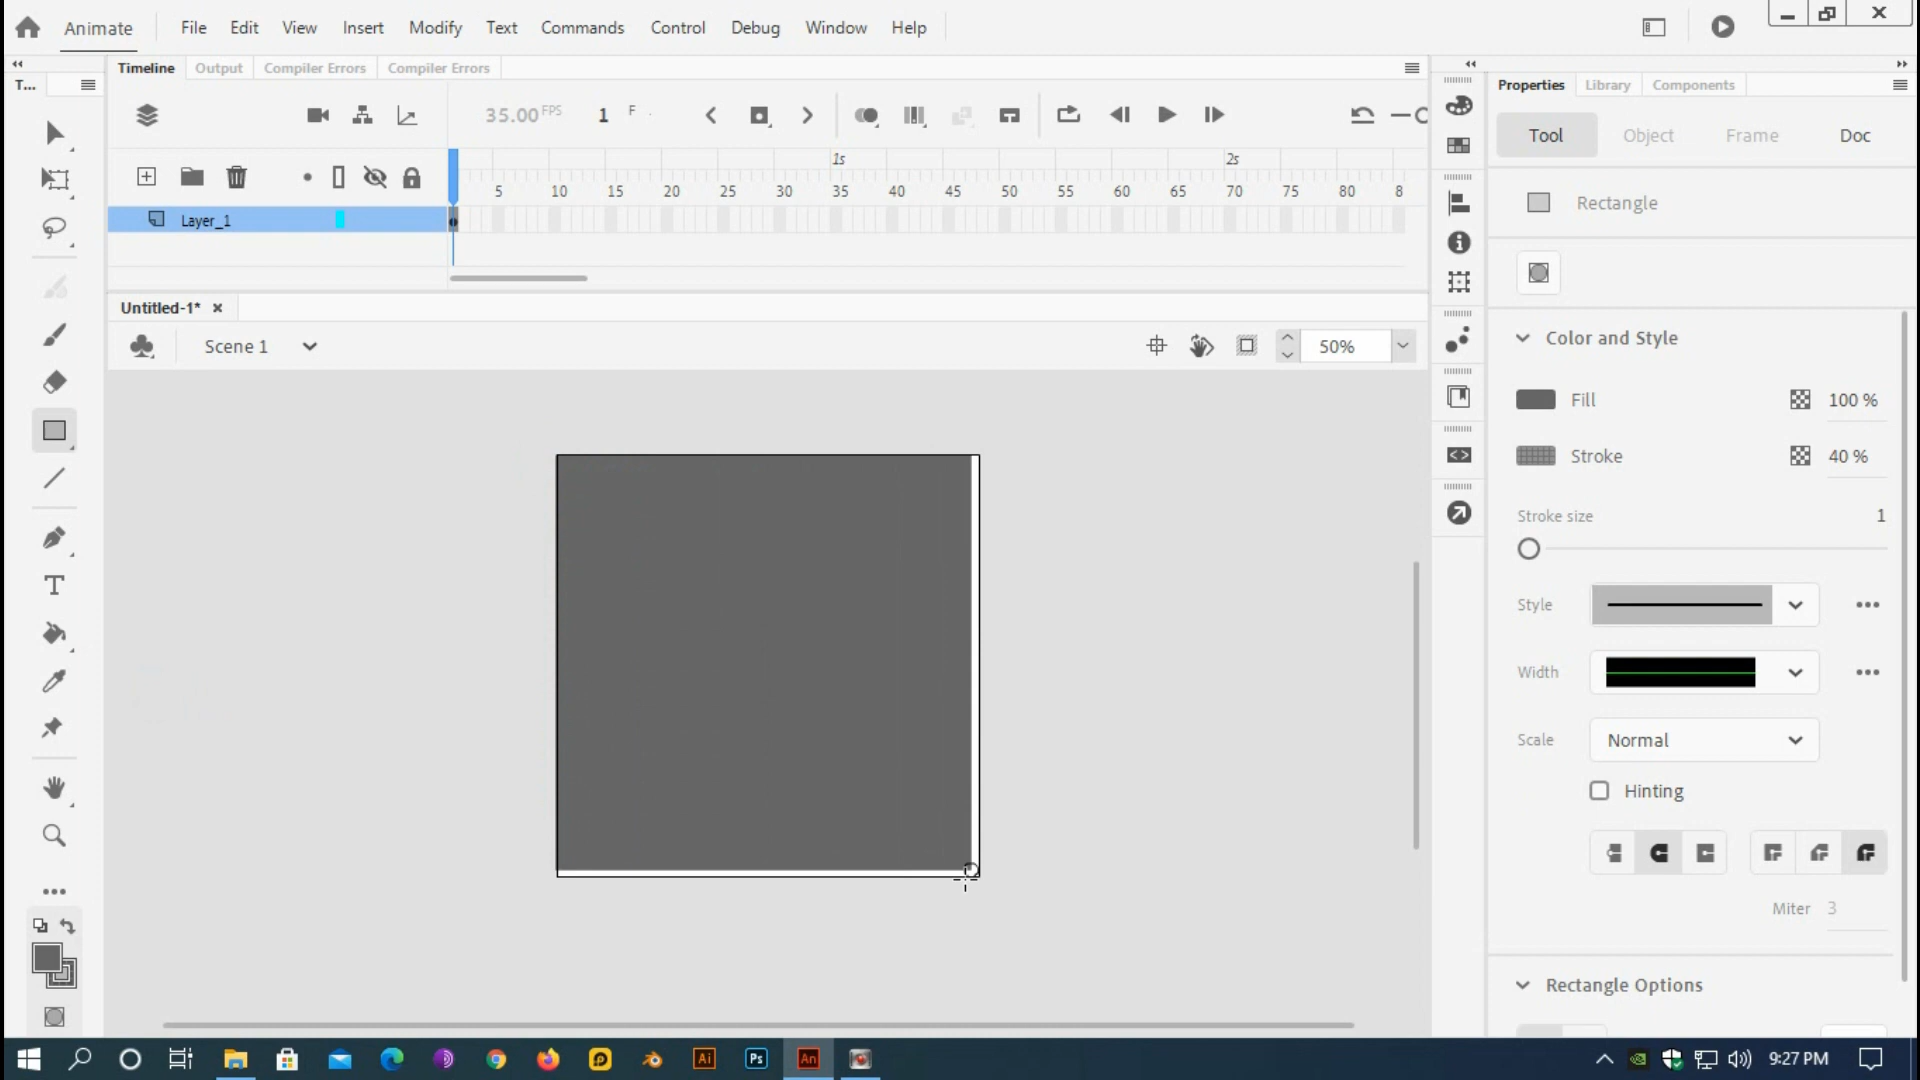 Animate File Edit View Insert Modify Text Commands Control Debug Window Help
T... Timeline Output Compiler Errors Compiler Errors Properties Library Components
35.00 FPS 1 F
Tool Object Frame Doc
1s 2s
5 10 15 20 25 30 35 40 45 50 55 60 65 70 75 80 8
Layer_1
Rectangle
Untitled-1*
Scene 1 50%
Color and Style
Fill 100 %
Stroke 40 %
Stroke size 1
Style
Width
Scale Normal
Hinting
Miter 3
Rectangle Options
T
Ai Ps An
9:27 PM